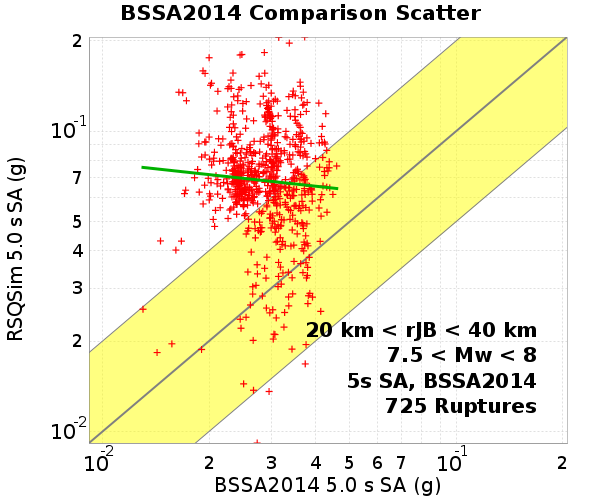 BSSA2014 Comparison Scatter
RSQSim 5.0 s SA (g)
2
10-1
7
5
4
3
2
10-2
20 km < rJB < 40 km
7.5 < Mw < 8
5s SA, BSSA2014
725 Ruptures
10-2 2 3 4 5 6 7 10-1 2
BSSA2014 5.0 s SA (g)